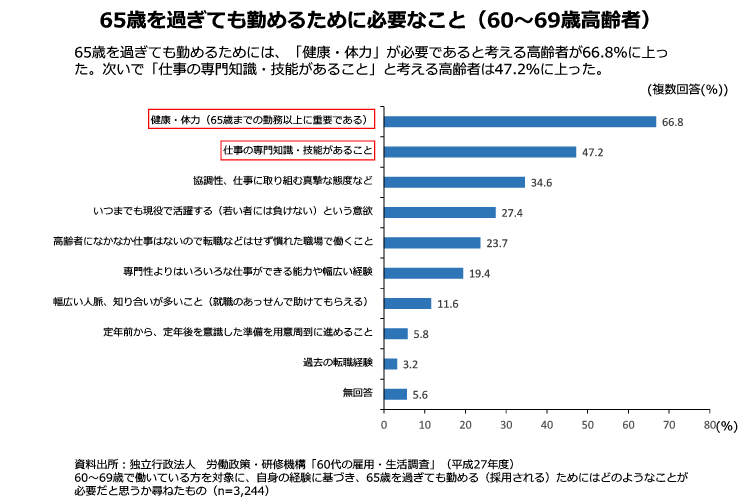 65歳を過ぎても勤めるために必要なこと（60～69歳高齢者）
65歳を過ぎても勤めるためには、「健康・体力」が必要であると考える高齢者が66.8%に上っ
た。次いで「仕事の専門知識・技能があること」と考える高齢者は47.2%に上った。
(複数回答(%))
健康・体力（65歳までの勤務以上に重要である） 66.8
仕事の専門知識・技能があること 47.2
協調性、仕事に取り組む真摯な態度など 34.6
いつまでも現役で活躍する（若い者には負けない）という意欲 27.4
高齢者になかなか仕事はないので転職などはせず慣れた職場で働くこと 23.7
専門性よりはいろいろな仕事ができる能力や幅広い経験 19.4
幅広い人脈、知り合いが多いこと（就職のあっせんで助けてもらえる） 11.6
定年前から、定年後を意識した準備を用意周到に進めること 5.8
過去の転職経験 3.2
無回答 5.6
0 10 20 30 40 50 60 70 80 (%)
資料出所：独立行政法人　労働政策・研修機構「60代の雇用・生活調査」（平成27年度）
60～69歳で働いている方を対象に、自身の経験に基づき、65歳を過ぎても勤める（採用される）ためにはどのようなことが
必要だと思うか尋ねたもの（n=3,244）